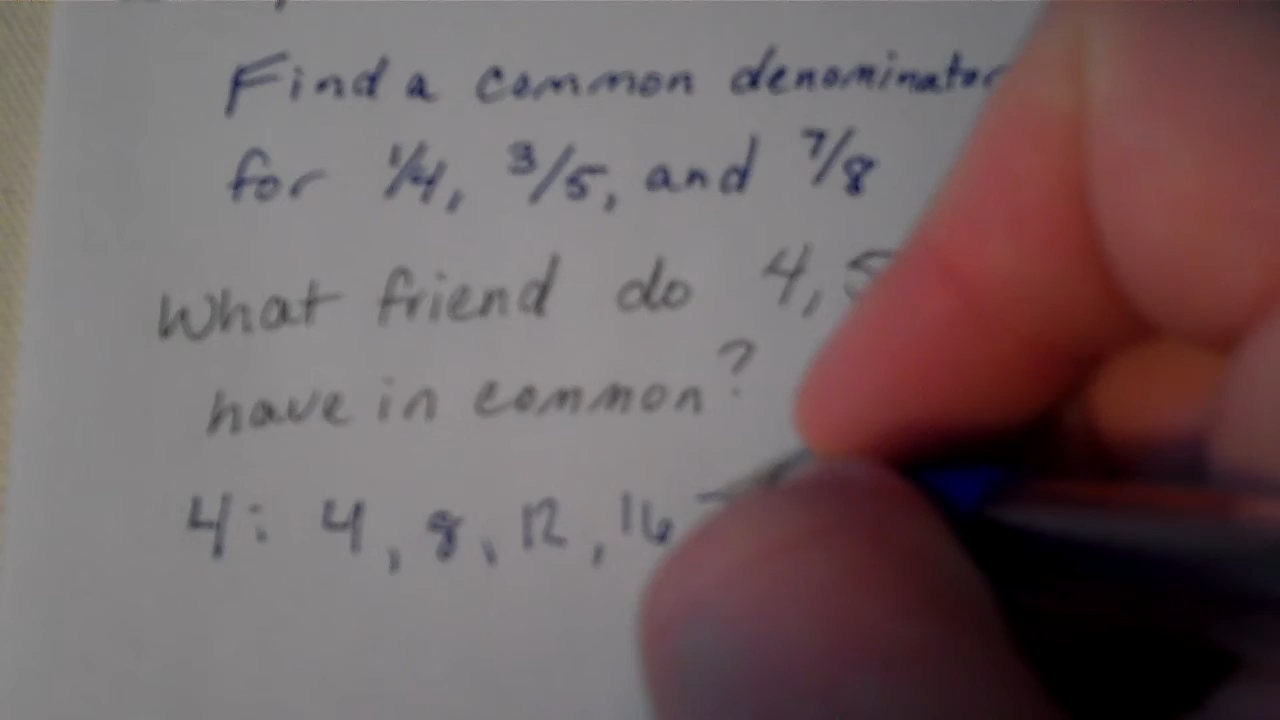 Find a common denominator
for 1/4, 3/5, and 7/8
What friend do 4, 5
have in common?
4: 4, 8, 12, 16